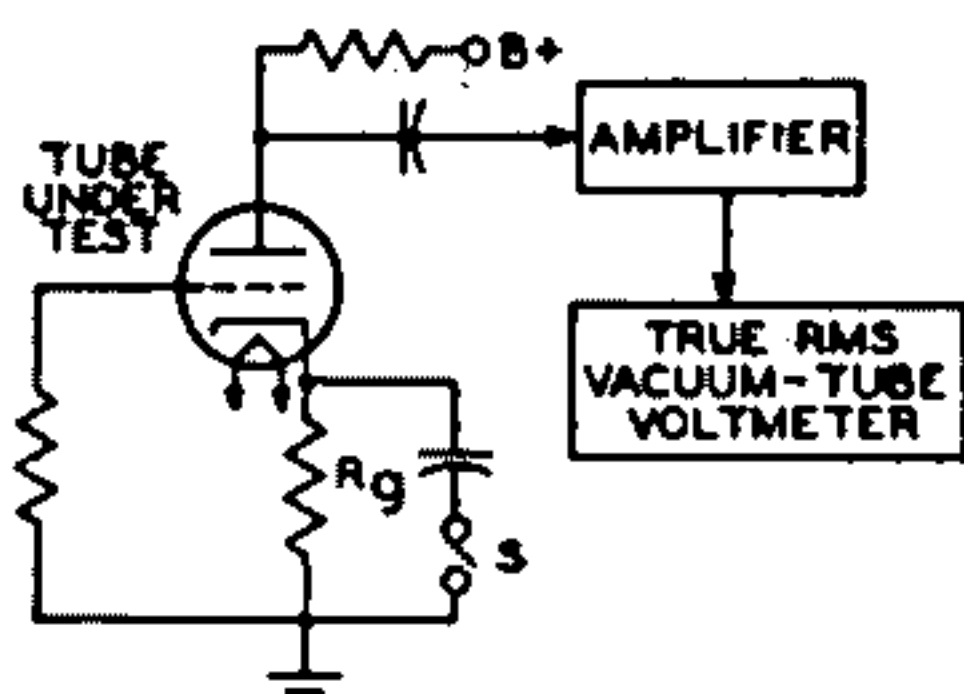 B+
AMPLIFIER
TUBE
UNDER
TEST
TRUE RMS
VACUUM-TUBE
VOLTMETER
Rg
S